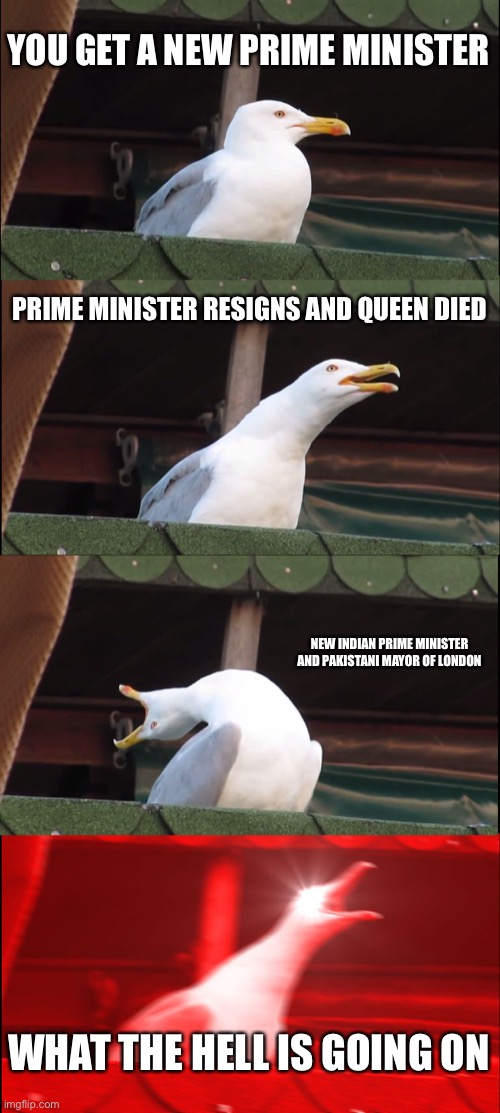 YOU GET A NEW PRIME MINISTER
PRIME MINISTER RESIGNS AND QUEEN DIED
NEW INDIAN PRIME MINISTER
AND PAKISTANI MAYOR OF LONDON
WHAT THE HELL IS GOING ON
imgflip.com